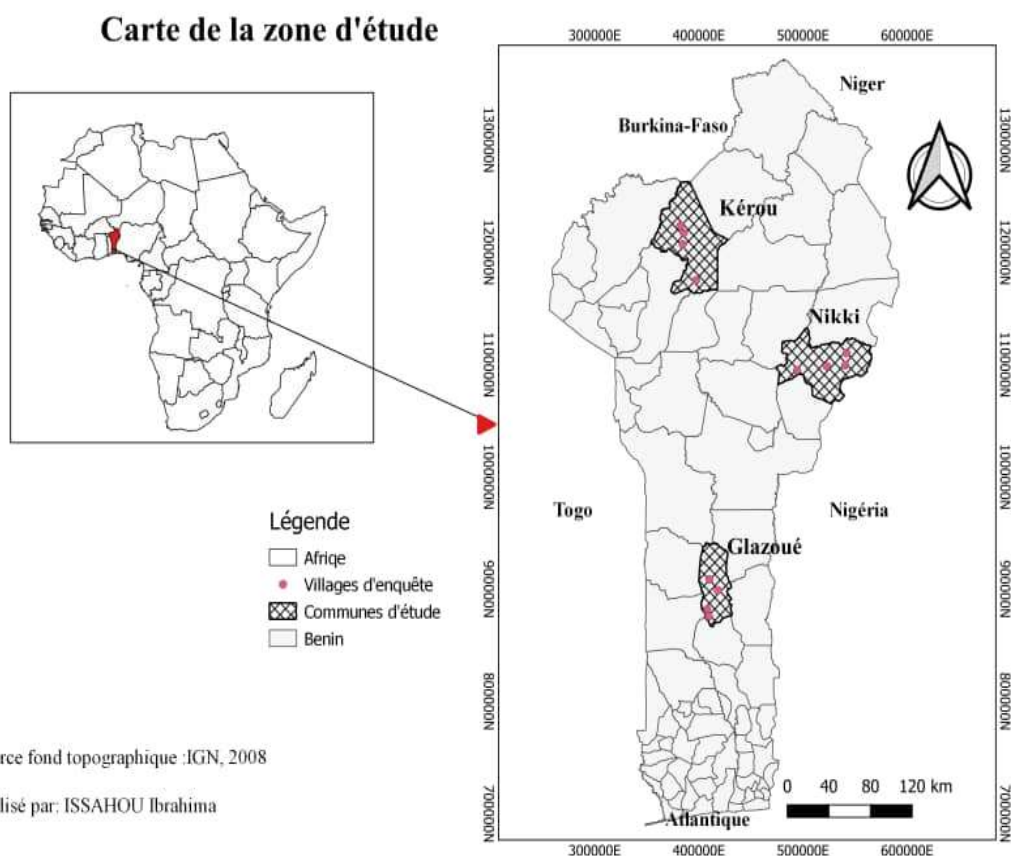 Carte de la zone d'étude
300000E 400000E 500000E 600000E
1300000N
1200000N
1100000N
1000000N
900000N
800000N
700000N
Niger
Burkina-Faso
Kérou
Nikki
Togo
Nigéria
Glazoué
Atlantique
0 40 80 120 km
1300000N
1200000N
1100000N
1000000N
900000N
800000N
700000N
300000E 400000E 500000E 600000E
Légende
Afriqe
Villages d'enquête
Communes d'étude
Benin
rce fond topographique :IGN, 2008
lisé par: ISSAHOU Ibrahima